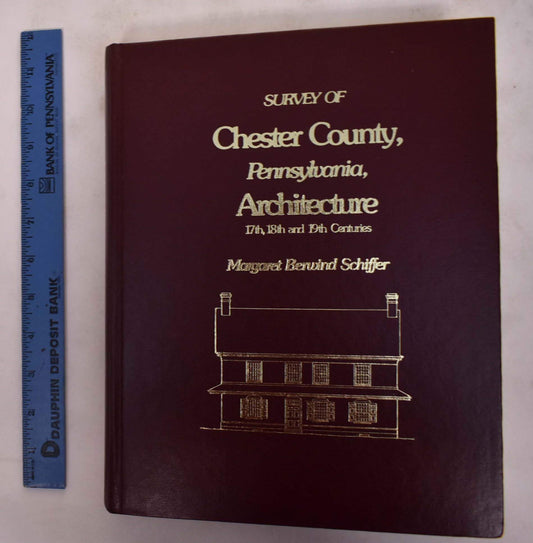 SURVEY OF
Chester County,
Pennsylvania,
Architecture
17th, 18th and 19th Centuries
Margaret Berwind Schiffer
BANK OF PENNSYLVANIA
DAUPHIN DEPOSIT BANK